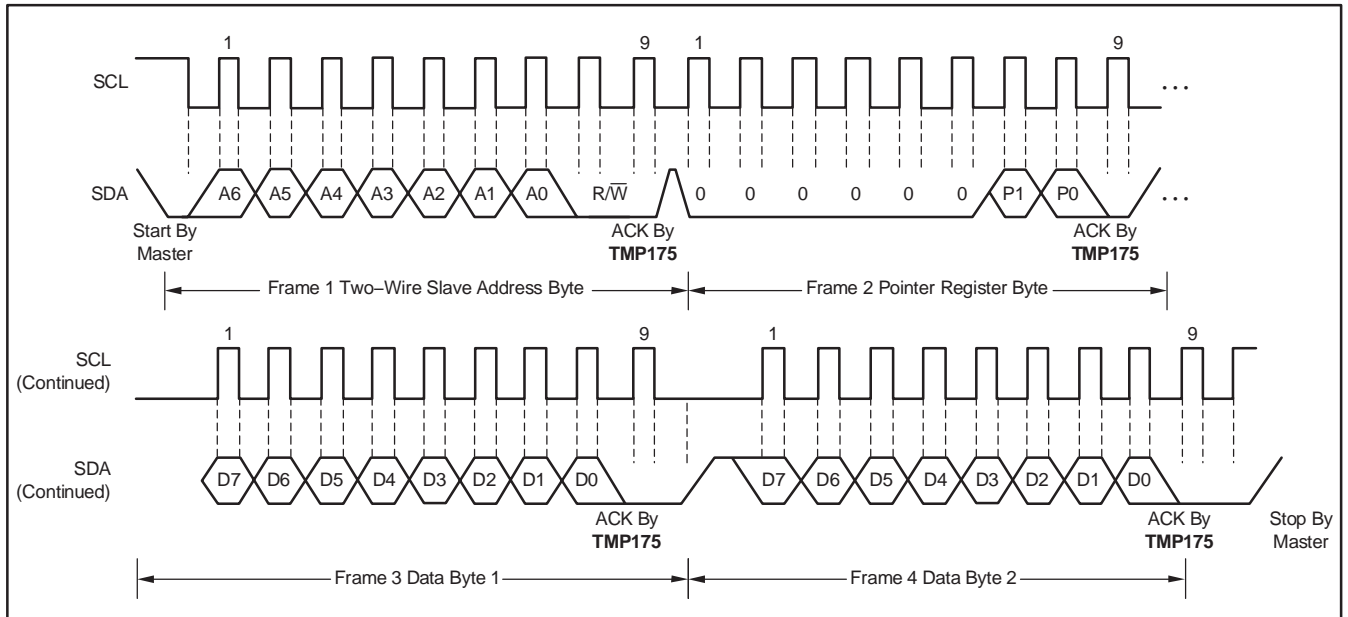 1 9 1 9
SCL
...
SDA A6 A5 A4 A3 A2 A1 A0 R/W̅ 0 0 0 0 0 0 P1 P0 ...
Start By Master
ACK By TMP175
ACK By TMP175
Frame 1 Two–Wire Slave Address Byte
Frame 2 Pointer Register Byte
1 9 1 9
SCL
(Continued)
SDA
(Continued)
D7 D6 D5 D4 D3 D2 D1 D0 D7 D6 D5 D4 D3 D2 D1 D0
ACK By TMP175
ACK By TMP175
Stop By Master
Frame 3 Data Byte 1
Frame 4 Data Byte 2